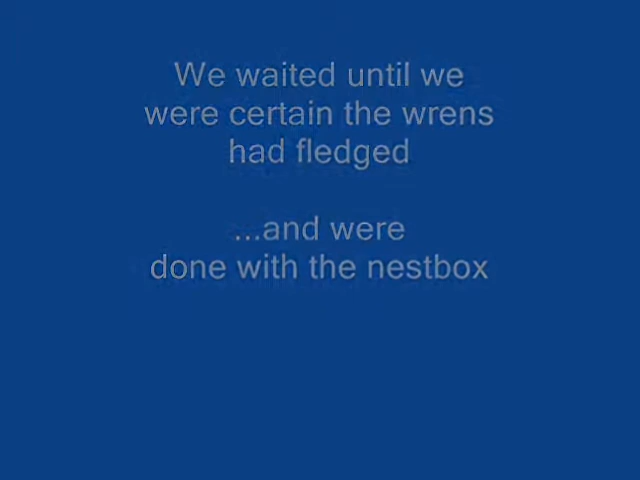 We waited until we
were certain the wrens
had fledged
...and were
done with the nestbox